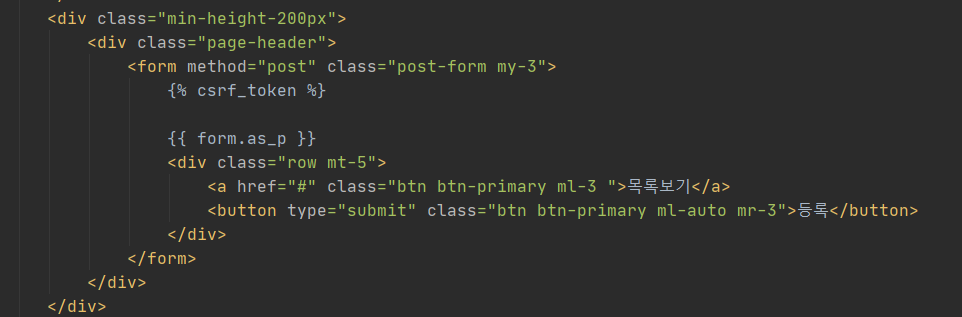 <div class="min-height-200px">
<div class="page-header">
<form method="post" class="post-form my-3">
{% csrf_token %}
{{ form.as_p }}
<div class="row mt-5">
<a href="#" class="btn btn-primary ml-3 ">목록보기</a>
<button type="submit" class="btn btn-primary ml-auto mr-3">등록</button>
</div>
</form>
</div>
</div>